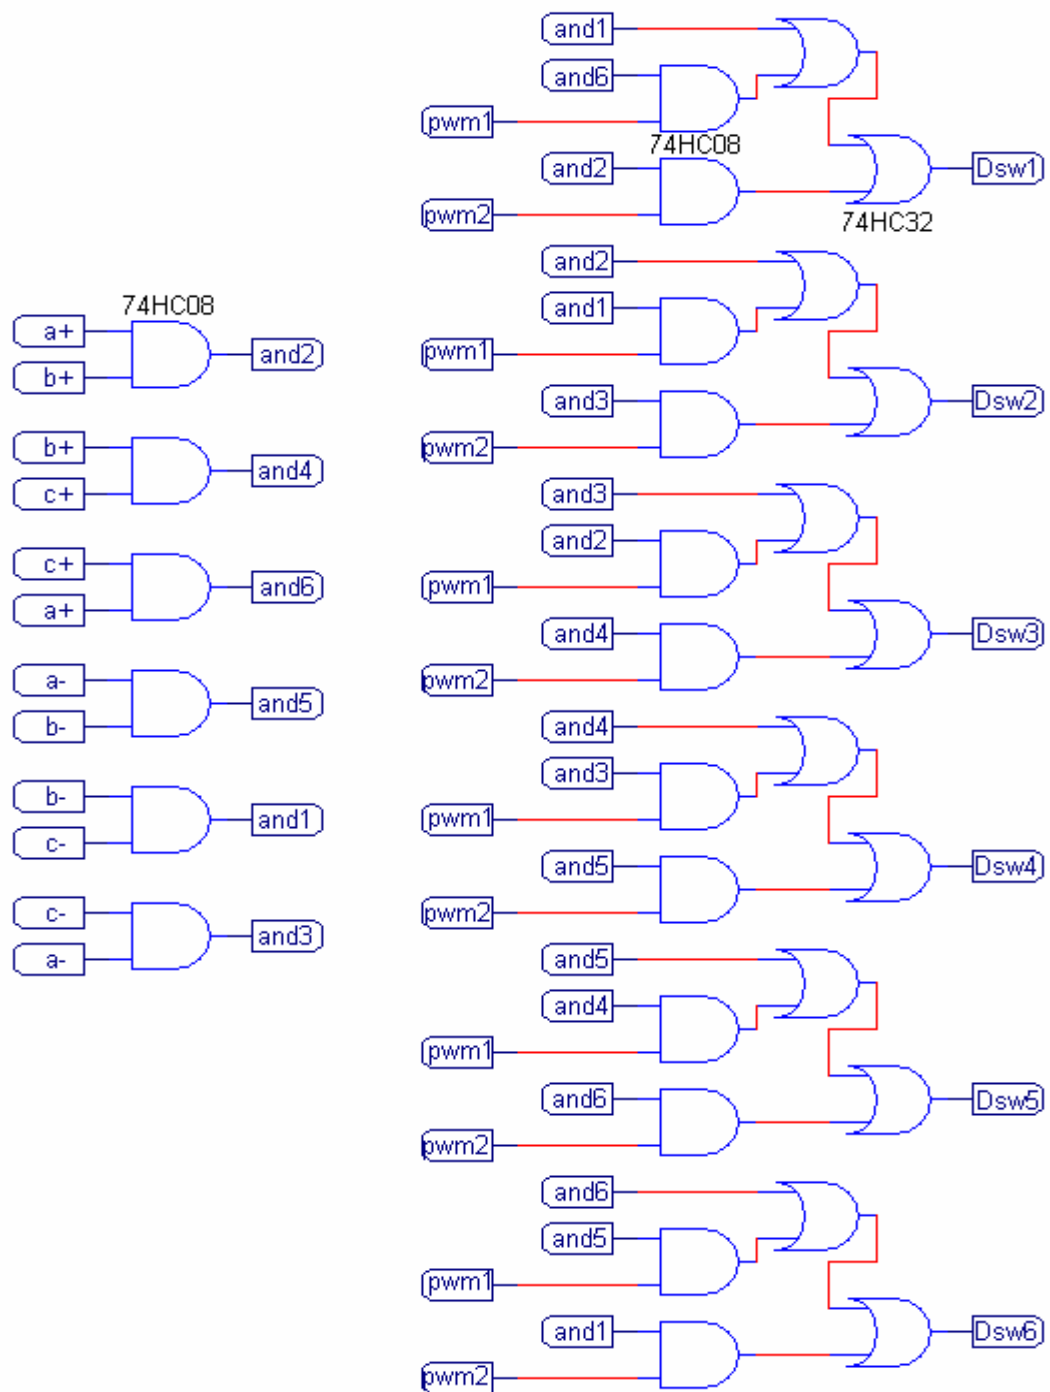 a+
b+
74HC08
and2
b+
c+
and4
c+
a+
and6
a-
b-
and5
b-
c-
and1
c-
a-
and3
and1
and6
pwm1
74HC08
and2
pwm2
74HC32
Dsw1
and2
and1
pwm1
and3
pwm2
Dsw2
and3
and2
pwm1
and4
pwm2
Dsw3
and4
and3
pwm1
and5
pwm2
Dsw4
and5
and4
pwm1
and6
pwm2
Dsw5
and6
and5
pwm1
and1
pwm2
Dsw6